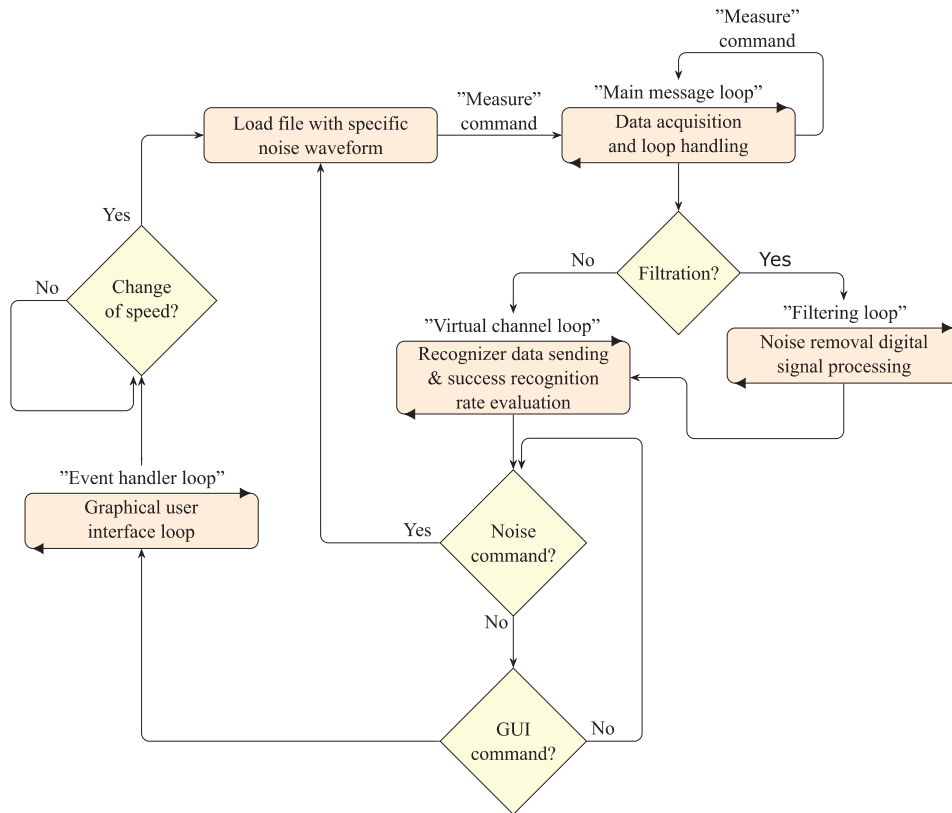 ”Measure”
command
”Main message loop”
Data acquisition
and loop handling
”Measure”
command
Load file with specific
noise waveform
Yes
No
Change
of speed?
No
Filtration?
Yes
”Virtual channel loop”
Recognizer data sending
& success recognition
rate evaluation
”Filtering loop”
Noise removal digital
signal processing
”Event handler loop”
Graphical user
interface loop
Yes
Noise
command?
No
GUI
command?
No